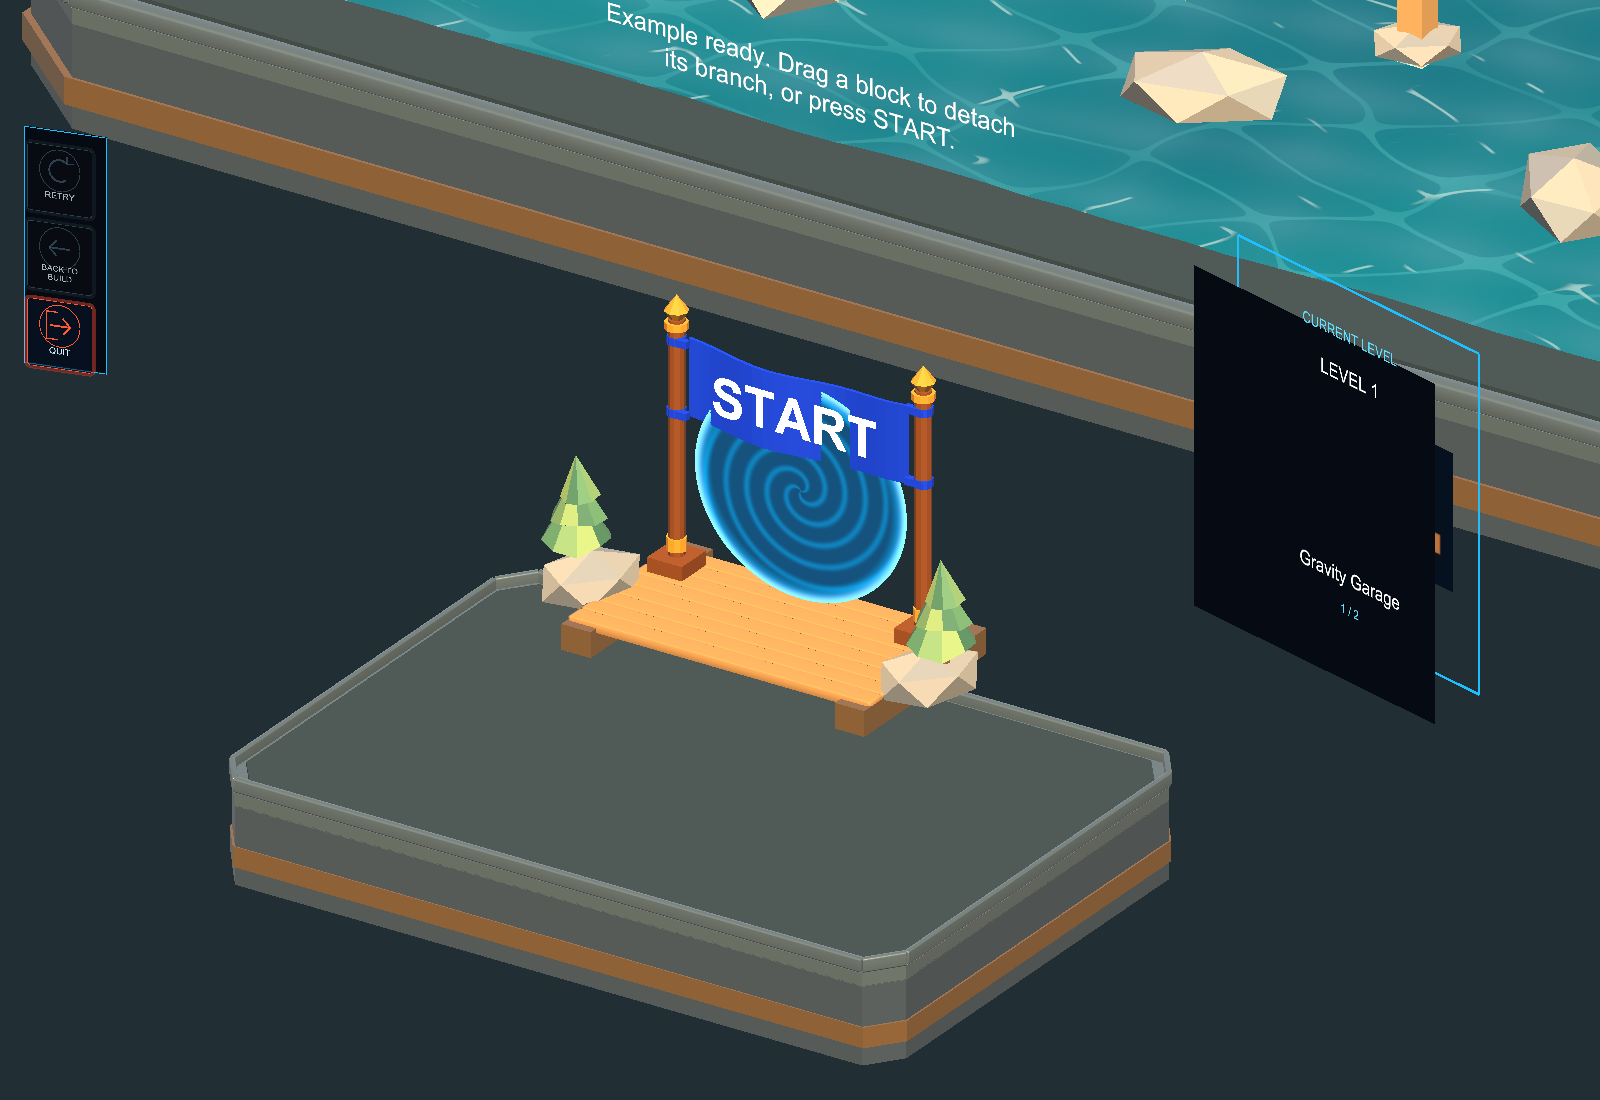 Example ready. Drag a block to detach
its branch, or press START.
RETRY
BACK TO
BUILD
QUIT
START
CURRENT LEVEL
LEVEL 1
Gravity Garage
1 / 2